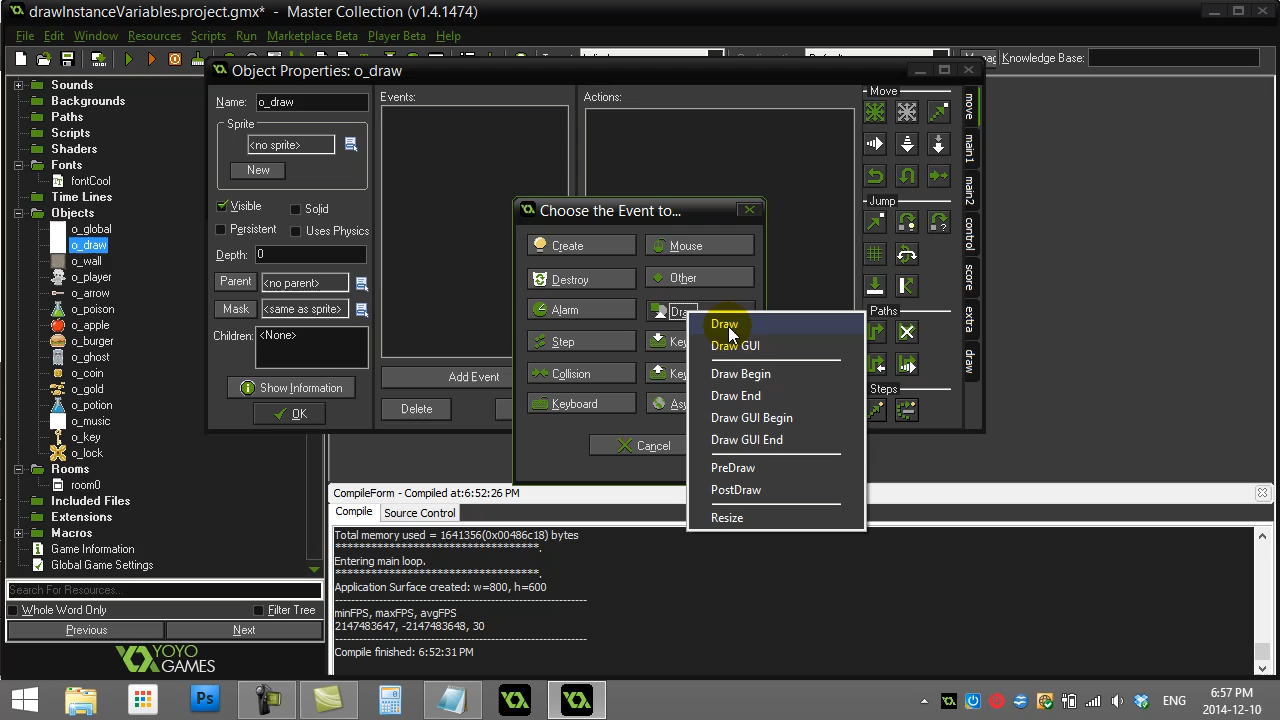 drawInstanceVariables.project.gmx* - Master Collection (v1.4.1474)
File Edit Window Resources Scripts Run Marketplace Beta Player Beta Help
Knowledge Base:
Sounds
Backgrounds
Paths
Scripts
Shaders
Fonts
fontCool
Time Lines
Objects
o_global
o_draw
o_wall
o_player
o_arrow
o_poison
o_apple
o_burger
o_ghost
o_coin
o_gold
o_potion
o_music
o_key
o_lock
Rooms
room0
Included Files
Extensions
Macros
Game Information
Global Game Settings
Search For Resources...
Whole Word Only Filter Tree
Previous Next
YOYO
GAMES
Object Properties: o_draw
Name: o_draw
Sprite
<no sprite>
New
Visible Solid
Persistent Uses Physics
Depth: 0
Parent <no parent>
Mask <same as sprite>
Children: <None>
Show Information
OK
Events:
Add Event
Delete
Actions:
Move
Jump
Paths
Steps
move
main1
main2
control
score
extra
draw
Choose the Event to...
Create Mouse
Destroy Other
Alarm
Step
Collision
Keyboard
Cancel
Draw
Draw GUI
Draw Begin
Draw End
Draw GUI Begin
Draw GUI End
PreDraw
PostDraw
Resize
CompileForm - Compiled at:6:52:26 PM
Compile Source Control
Total memory used = 1641356(0x00486c18) bytes
**********************************.
Entering main loop.
**********************************.
Application Surface created: w=800, h=600
minFPS, maxFPS, avgFPS
2147483647, -2147483648, 30
Compile finished: 6:52:31 PM
Ps
ENG
6:57 PM
2014-12-10